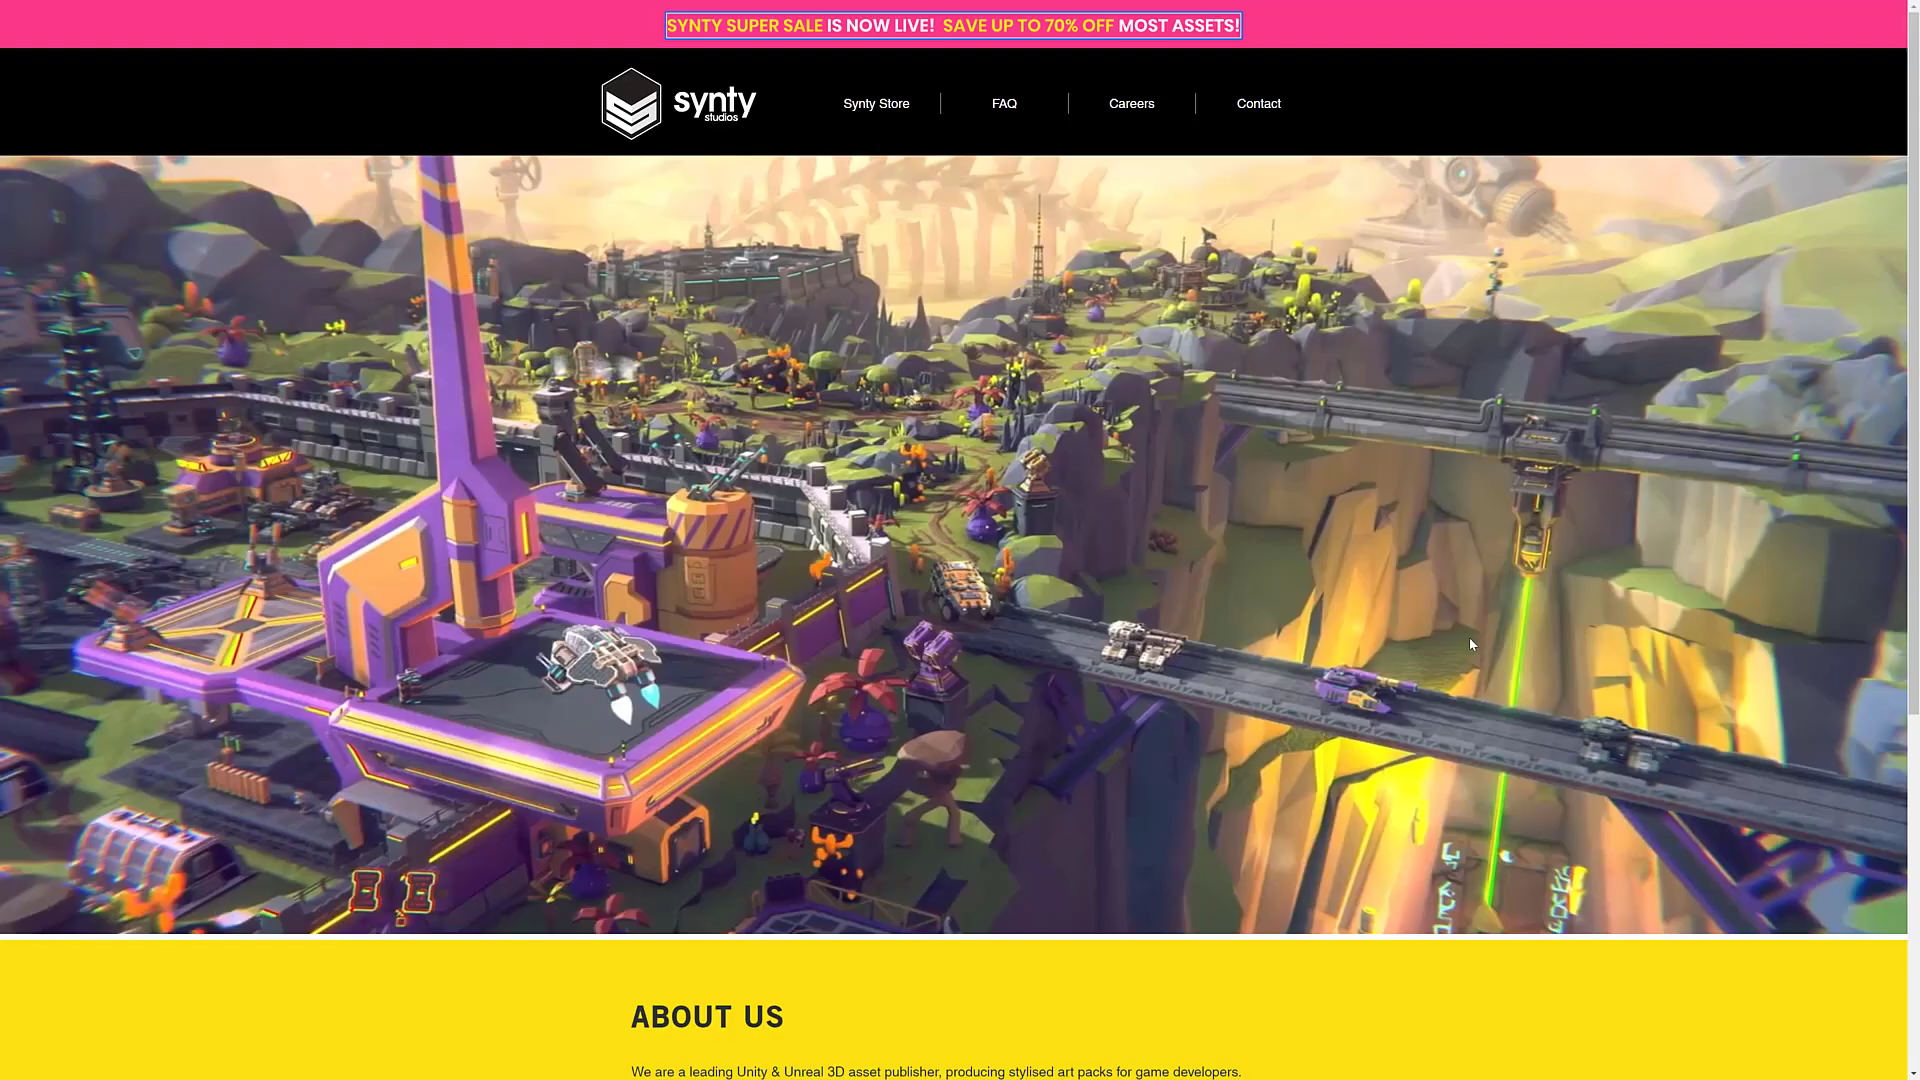 SYNTY SUPER SALE IS NOW LIVE! SAVE UP TO 70% OFF MOST ASSETS!
synty
studios
Synty Store
FAQ
Careers
Contact
ABOUT US
We are a leading Unity & Unreal 3D asset publisher, producing stylised art packs for game developers.